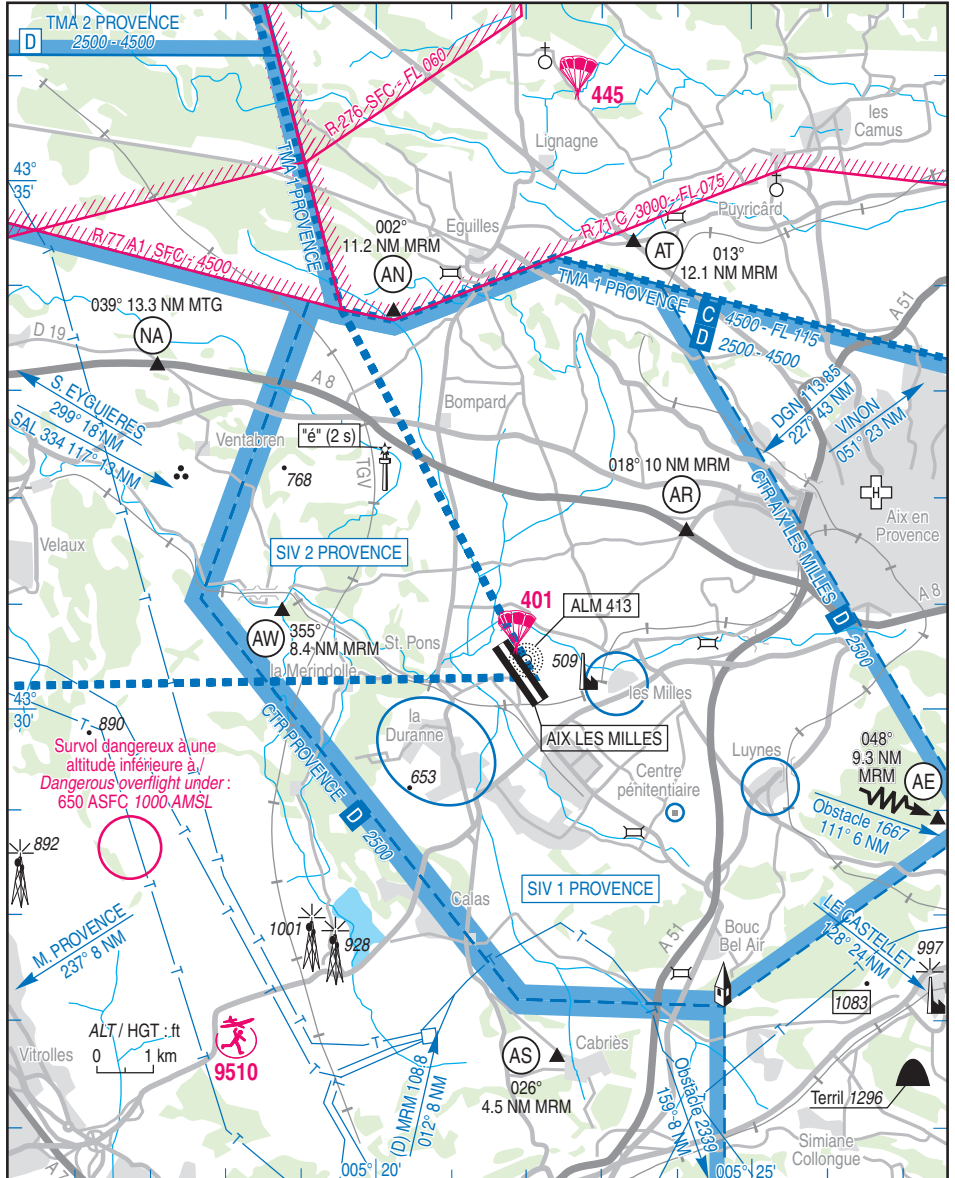 TMA 2 PROVENCE
D
2500 - 4500
R 276 SFC - FL 060
445
Lignagne
les
Camus
43°
35'
TMA 1 PROVENCE
002°
11.2 NM MRM
AN
Eguilles
R 71 C 3000 - FL 075
Puyricard
AT
013°
12.1 NM MRM
R 77 A1 SFC - 4500
TMA 1 PROVENCE
C
4500 - FL 115
D
2500 - 4500
A 51
039° 13.3 NM MTG
NA
D 19
A 8
S. EYGUIERES
299° 18 NM
SAL 334 117° 13 NM
Bompard
DGN 113.85
227° 43 NM
VINON
051° 23 NM
Ventabren
"é" (2 s)
768
TGV
018° 10 NM MRM
AR
H
Aix en
Provence
Velaux
SIV 2 PROVENCE
CTR AIX LES MILLES
D
2500
A 8
401
ALM 413
AW
355°
8.4 NM MRM
St. Pons
la Merindolle
509
les Milles
43°
30'
890
CTR PROVENCE
D
2500
la
Duranne
653
AIX LES MILLES
Luynes
048°
9.3 NM
MRM
AE
Survol dangereux à une
altitude inférieure à /
Dangerous overflight under :
650 ASFC 1000 AMSL
Centre
pénitentiaire
Obstacle 1667
111° 6 NM
892
SIV 1 PROVENCE
Calas
1001
928
M. PROVENCE
237° 8 NM
A 51
Bouc
Bel Air
LE CASTELLET
128° 24 NM
997
1083
ALT / HGT : ft
0 1 km
Vitrolles
9510
(D) MRM 108.8
012° 8 NM
AS
026°
4.5 NM MRM
Cabriès
Obstacle 2339
159° 8 NM
Terril 1296
Simiane
Collongue
A 7
005° 20'
005° 25'
T T T T T T T T T T T T